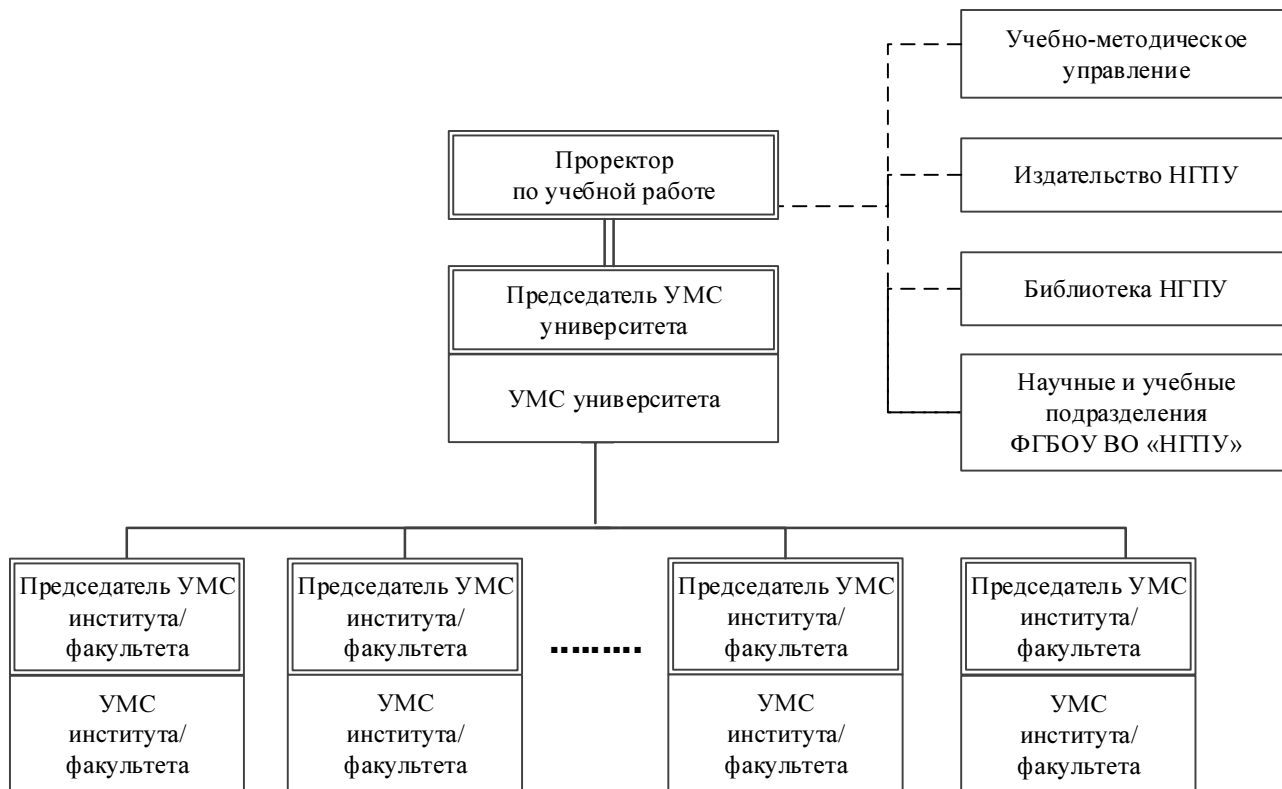 Учебно-методическое
управление
Проректор
по учебной работе
Издательство НГПУ
Председатель УМС
университета
Библиотека НГПУ
УМС университета
Научные и учебные
подразделения
ФГБОУ ВО «НГПУ»
Председатель УМС
института/
факультета
Председатель УМС
института/
факультета
.........
Председатель УМС
института/
факультета
Председатель УМС
института/
факультета
УМС
института/
факультета
УМС
института/
факультета
УМС
института/
факультета
УМС
института/
факультета